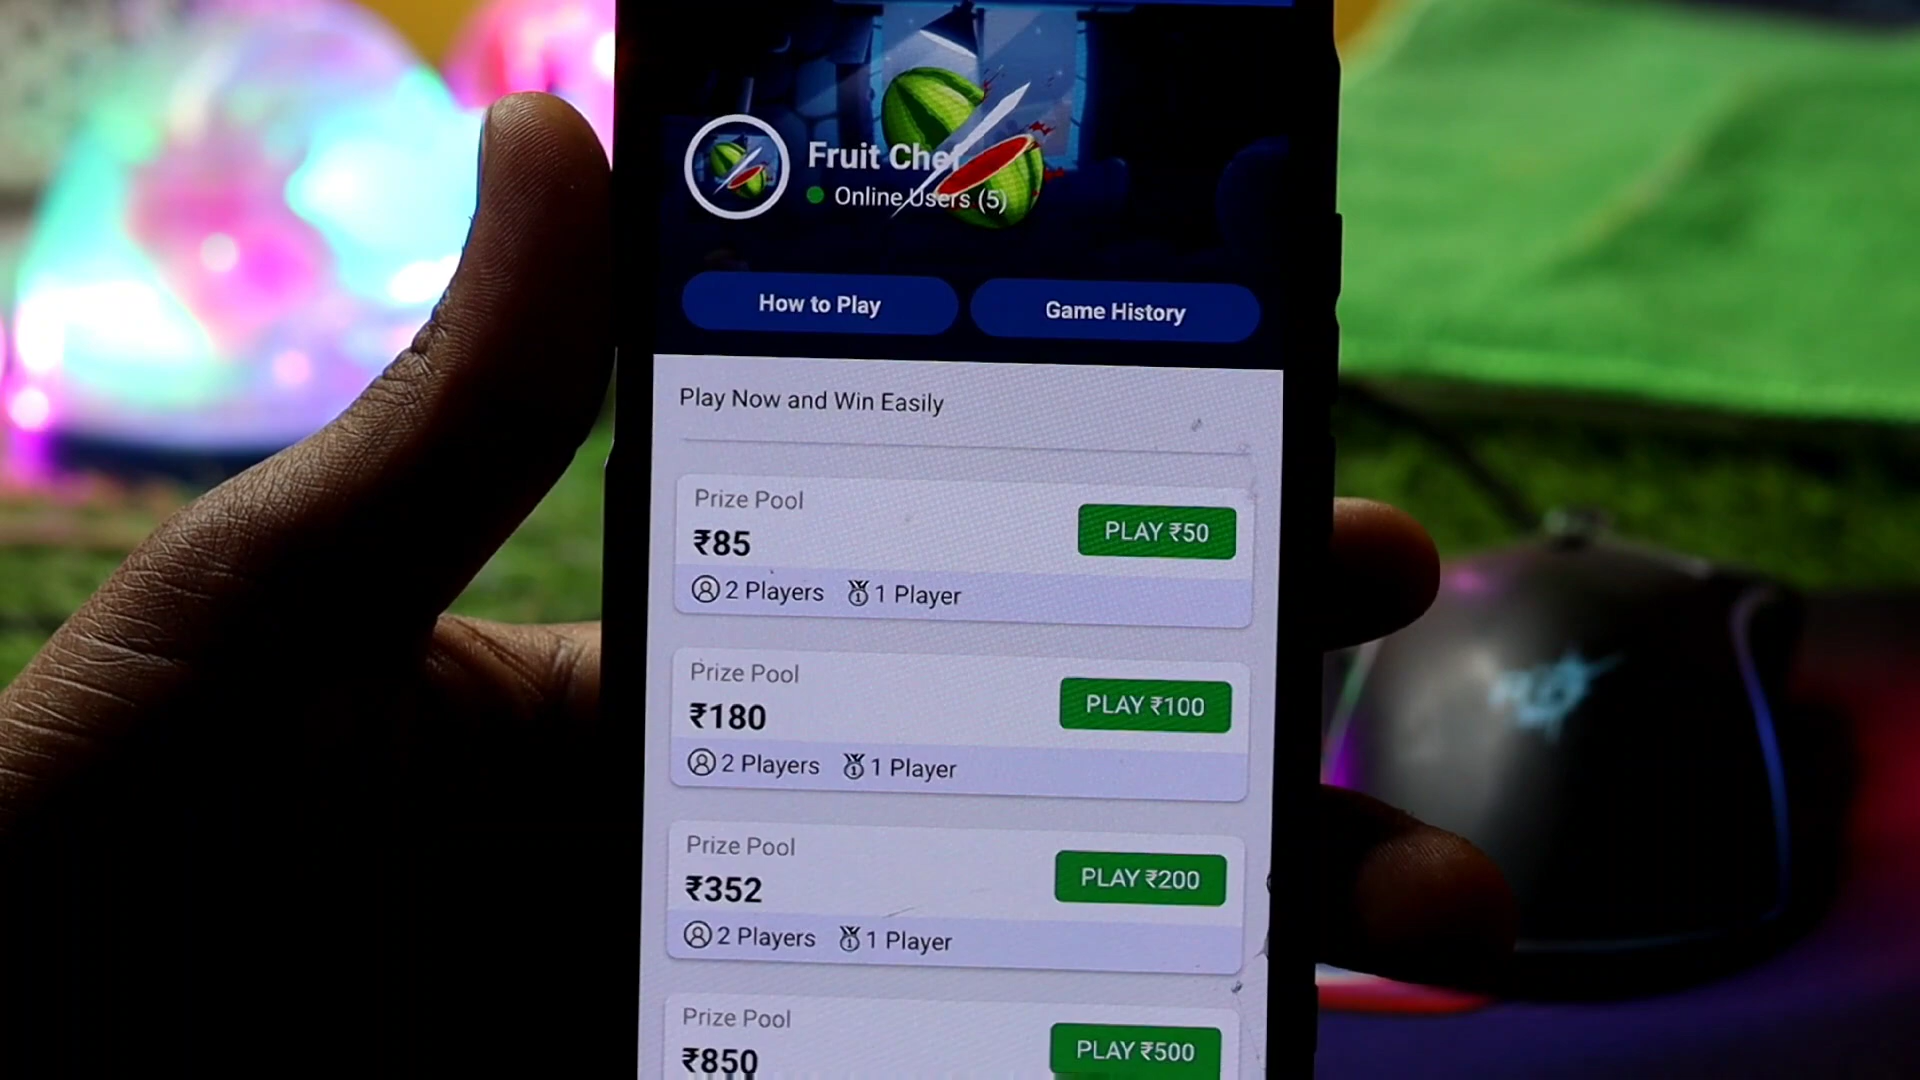 Fruit Chef
Online Users (5)
How to Play
Game History
Play Now and Win Easily
Prize Pool
₹85
PLAY ₹50
2 Players
1 Player
Prize Pool
₹180
PLAY ₹100
2 Players
1 Player
Prize Pool
₹352
PLAY ₹200
2 Players
1 Player
Prize Pool
₹850
PLAY ₹500